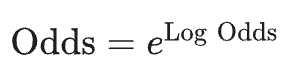 Odds = e^{Log Odds}